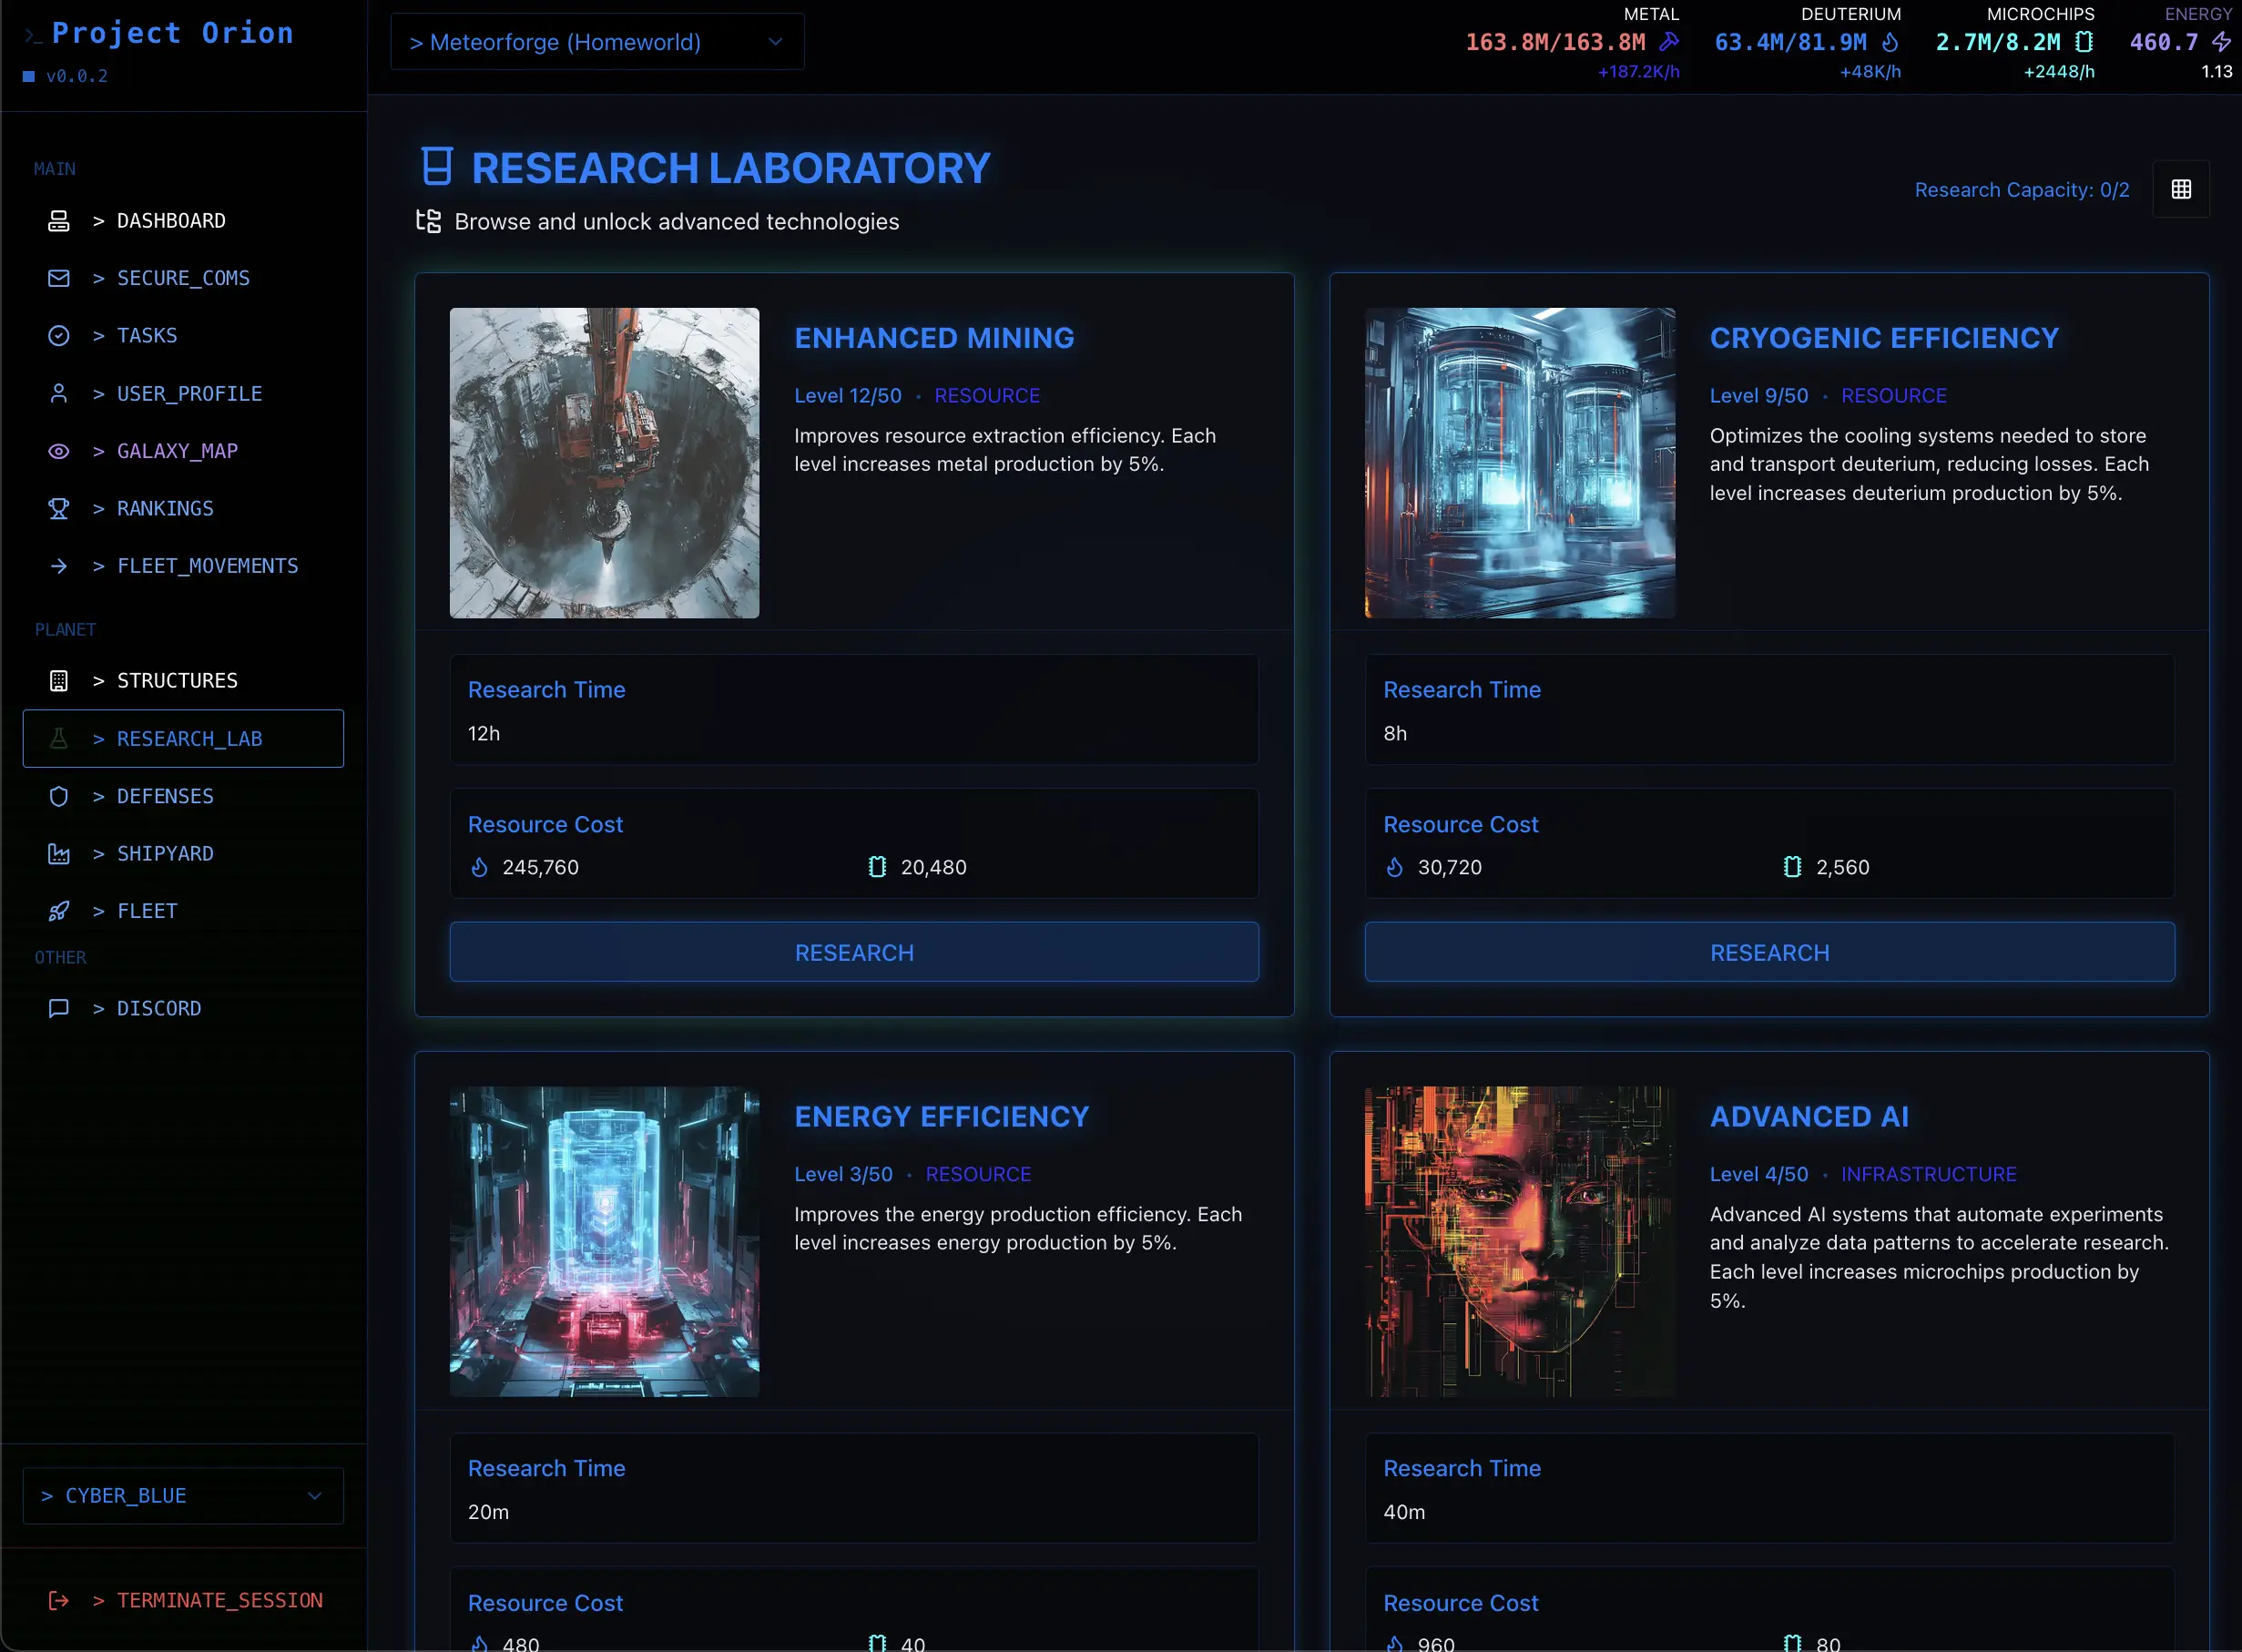 Project Orion
v0.0.2
MAIN
> DASHBOARD
> SECURE_COMS
> TASKS
> USER_PROFILE
> GALAXY_MAP
> RANKINGS
> FLEET_MOVEMENTS
PLANET
> STRUCTURES
> RESEARCH_LAB
> DEFENSES
> SHIPYARD
> FLEET
OTHER
> DISCORD
> CYBER_BLUE
> TERMINATE_SESSION
> Meteorforge (Homeworld)
METAL
163.8M/163.8M
+187.2K/h
DEUTERIUM
63.4M/81.9M
+48K/h
MICROCHIPS
2.7M/8.2M
+2448/h
ENERGY
460.7
1.13
RESEARCH LABORATORY
Browse and unlock advanced technologies
Research Capacity: 0/2
ENHANCED MINING
Level 12/50 • RESOURCE
Improves resource extraction efficiency. Each
level increases metal production by 5%.
Research Time
12h
Resource Cost
245,760 20,480
RESEARCH
CRYOGENIC EFFICIENCY
Level 9/50 • RESOURCE
Optimizes the cooling systems needed to store
and transport deuterium, reducing losses. Each
level increases deuterium production by 5%.
Research Time
8h
Resource Cost
30,720 2,560
RESEARCH
ENERGY EFFICIENCY
Level 3/50 • RESOURCE
Improves the energy production efficiency. Each
level increases energy production by 5%.
Research Time
20m
Resource Cost
480 40
ADVANCED AI
Level 4/50 • INFRASTRUCTURE
Advanced AI systems that automate experiments
and analyze data patterns to accelerate research.
Each level increases microchips production by
5%.
Research Time
40m
Resource Cost
960 80